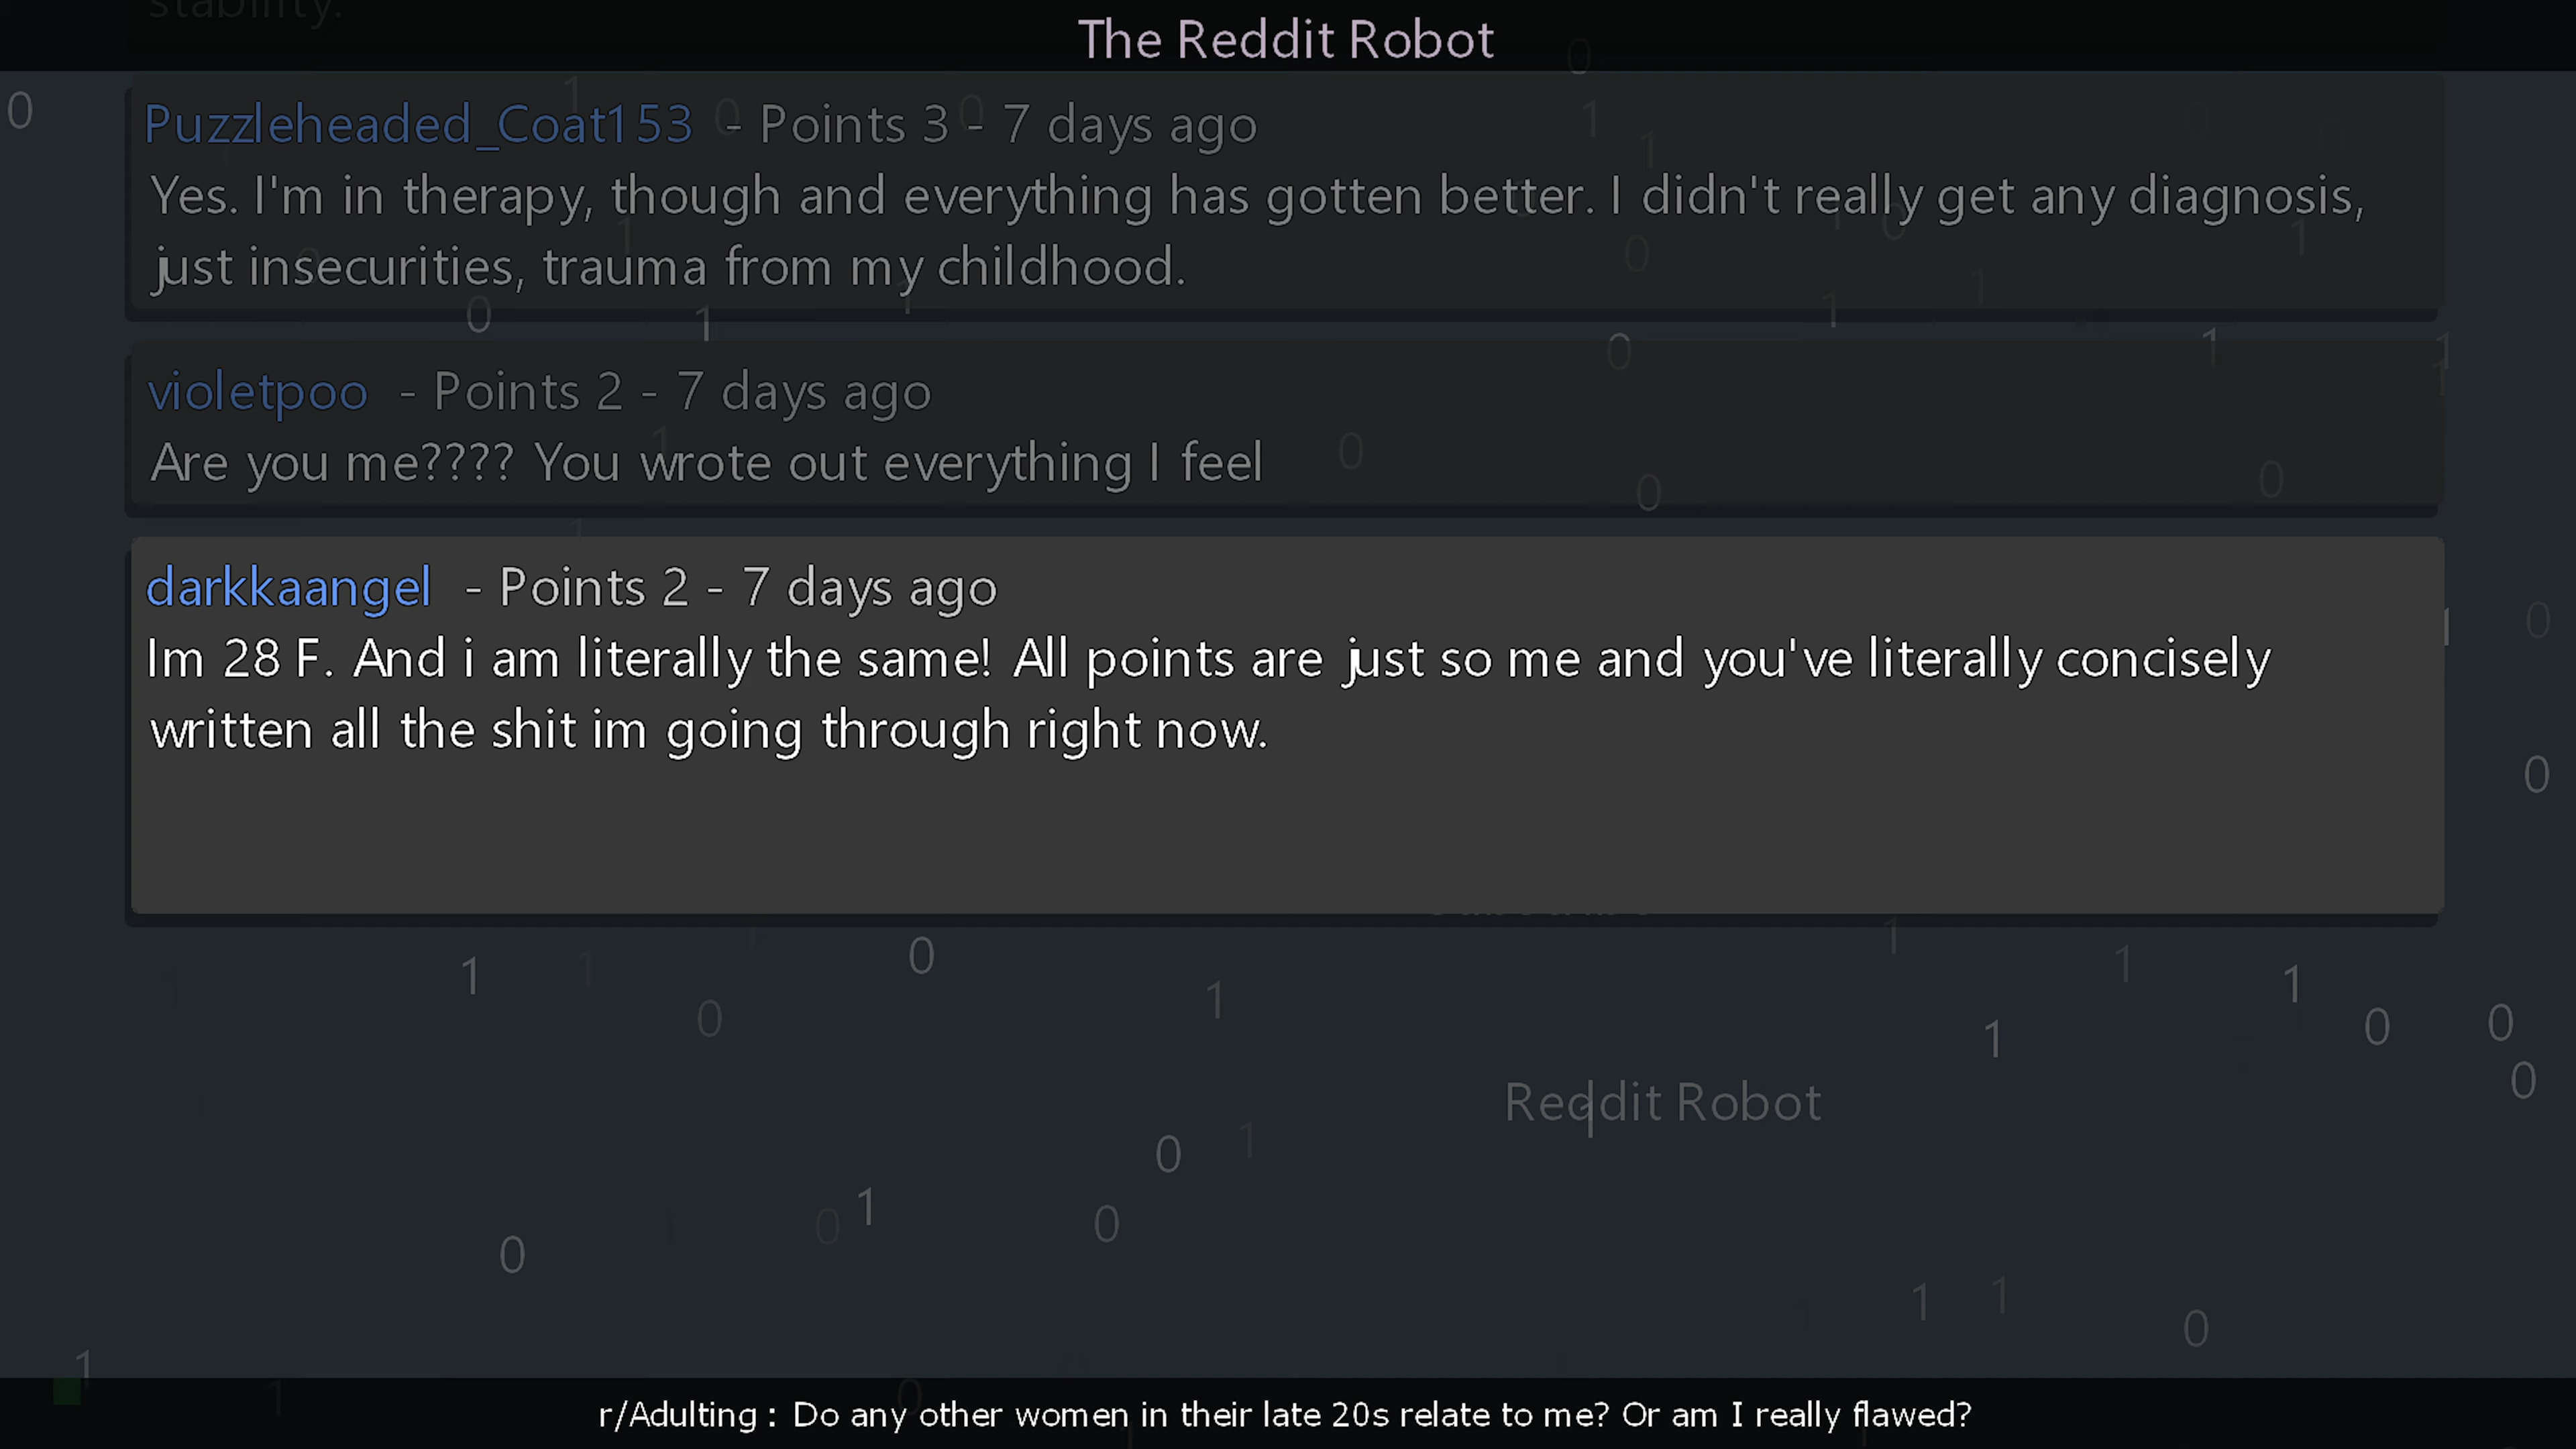 stability.
The Reddit Robot
Puzzleheaded_Coat153 - Points 3 - 7 days ago
Yes. I'm in therapy, though and everything has gotten better. I didn't really get any diagnosis,
just insecurities, trauma from my childhood.
violetpoo - Points 2 - 7 days ago
Are you me???? You wrote out everything I feel
darkkaangel - Points 2 - 7 days ago
Im 28 F. And i am literally the same! All points are just so me and you've literally concisely
written all the shit im going through right now.
Reddit Robot
r/Adulting : Do any other women in their late 20s relate to me? Or am I really flawed?